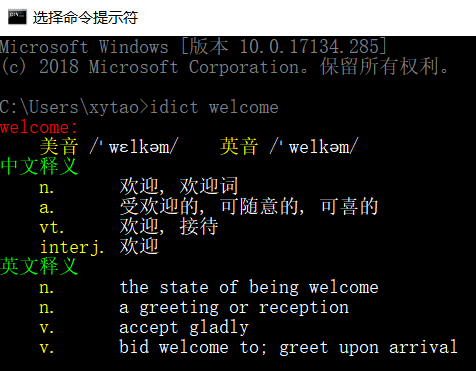 选择命令提示符
Microsoft Windows [版本 10.0.17134.285]
(c) 2018 Microsoft Corporation。保留所有权利。
C:\Users\xytao>idict welcome
welcome:
美音 /ˈwɛlkəm/ 英音 /ˈwelkəm/
中文释义
n. 欢迎, 欢迎词
a. 受欢迎的, 可随意的, 可喜的
vt. 欢迎, 接待
interj. 欢迎
英文释义
n. the state of being welcome
n. a greeting or reception
v. accept gladly
v. bid welcome to; greet upon arrival